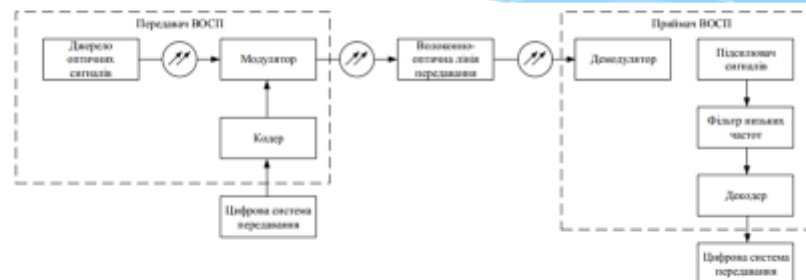 Передавач ВОСП
Джерело
оптичних
сигналів
Модулятор
Кодер
Цифрова система
передавання
Волоконно-
оптична лінія
передавання
Приймач ВОСП
Демодулятор
Підсилювач
сигналів
Фільтр низьких
частот
Декодер
Цифрова система
передавання